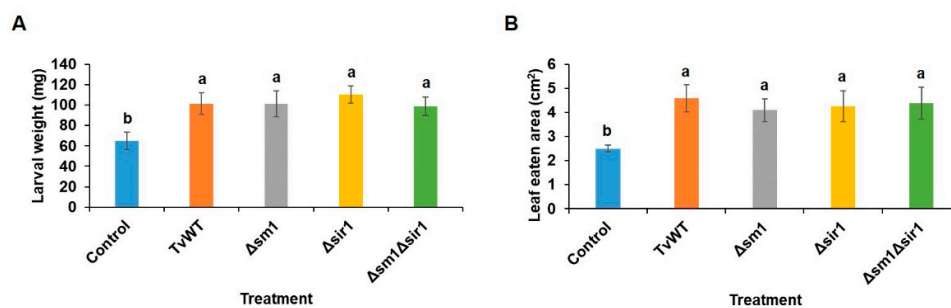 A
Larval weight (mg)
140
120
100
80
60
40
20
0
b
a
a
a
a
Control
TvWT
Δsm1
Δsir1
Δsm1Δsir1
Treatment
B
Leaf eaten area (cm²)
6
5
4
3
2
1
0
b
a
a
a
a
Control
TvWT
Δsm1
Δsir1
Δsm1Δsir1
Treatment